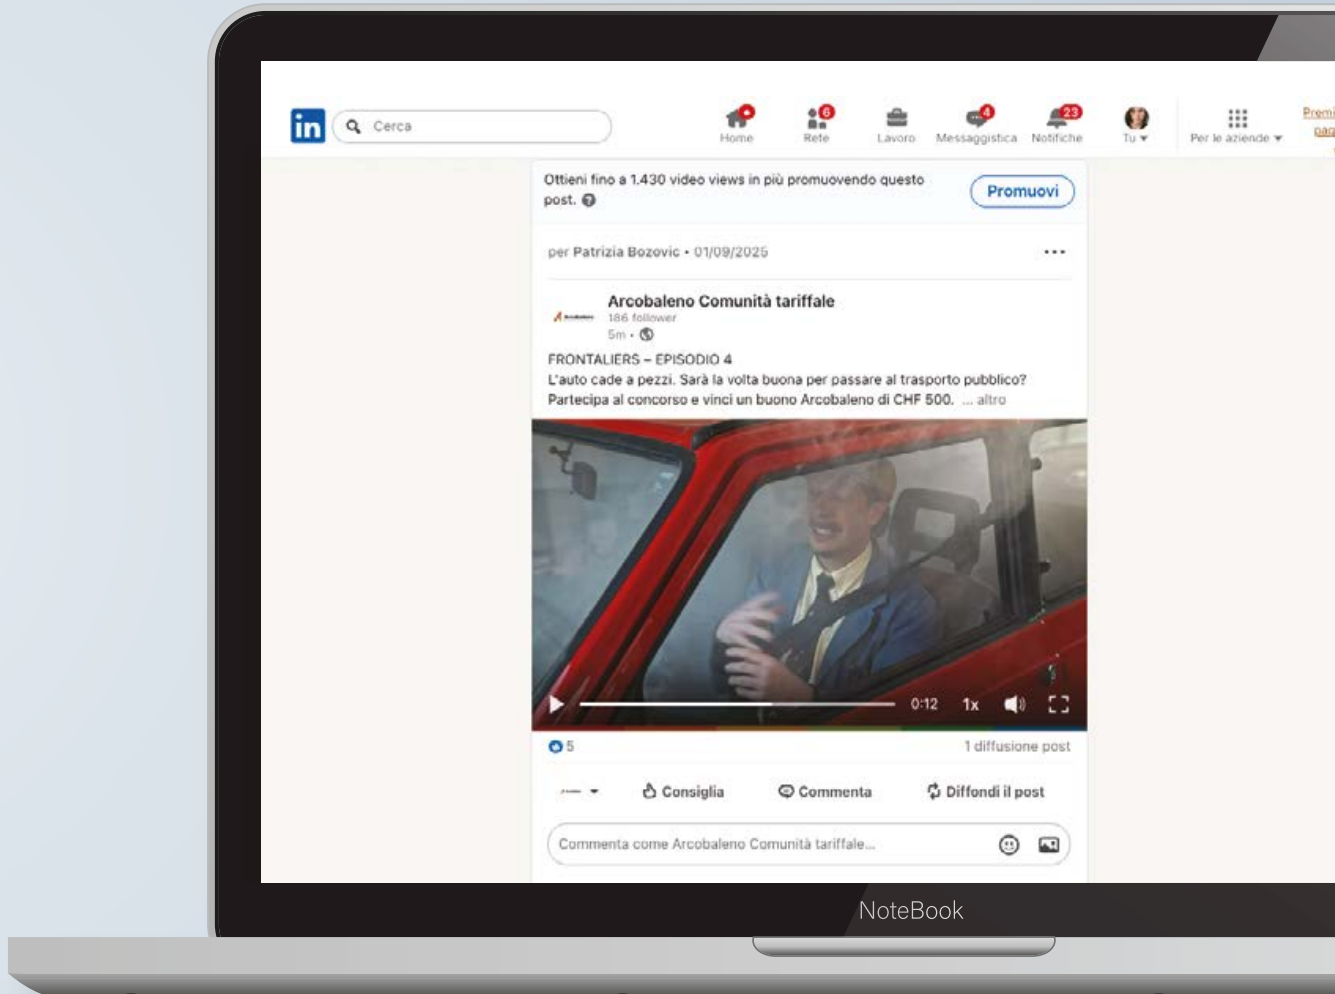 in
Cerca
6
4
23
Home
Rete
Lavoro
Messaggistica
Notifiche
Tu
Per le aziende
Ottieni fino a 1.430 video views in più promuovendo questo
post.
Promuovi
per Patrizia Bozovic • 01/09/2025
Arcobaleno Comunità tariffale
186 follower
5m •
FRONTALIERS – EPISODIO 4
L'auto cade a pezzi. Sarà la volta buona per passare al trasporto pubblico?
Partecipa al concorso e vinci un buono Arcobaleno di CHF 500. ... altro
0:12
1x
5
1 diffusione post
Consiglia
Commenta
Diffondi il post
Commenta come Arcobaleno Comunità tariffale...
NoteBook